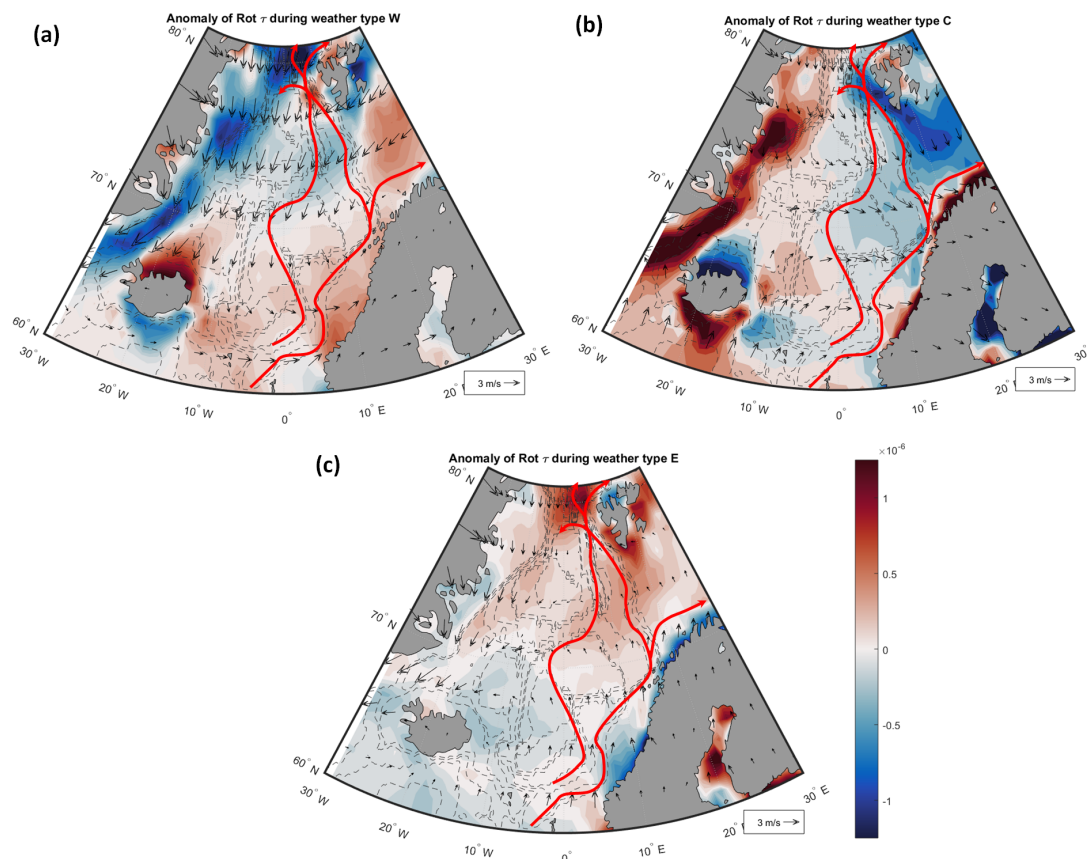 (a)
Anomaly of Rot τ during weather type W
80° N
70° N
60° N
30° W
20° W
10° W
0°
10° E
20°
30° E
3 m/s
(b)
Anomaly of Rot τ during weather type C
80° N
70° N
60° N
30° W
20° W
10° W
0°
10° E
20°
30°
3 m/s
(c)
Anomaly of Rot τ during weather type E
80° N
70° N
60° N
30° W
20° W
10° W
0°
10° E
20°
30° E
3 m/s
×10⁻⁶
1
0.5
0
-0.5
-1